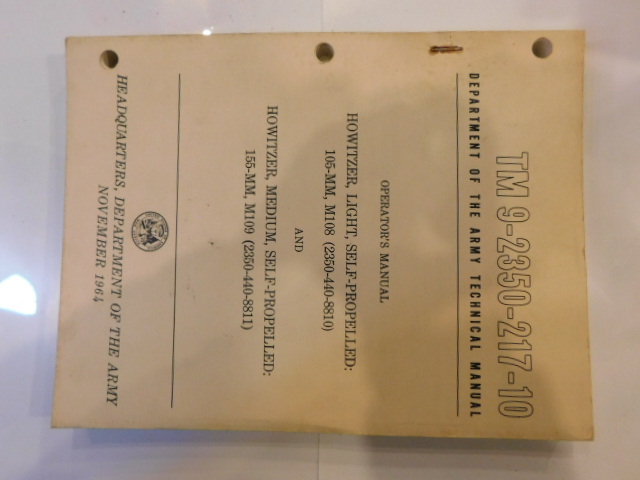 TM 9-2350-217-10
DEPARTMENT OF THE ARMY TECHNICAL MANUAL
OPERATOR'S MANUAL
HOWITZER, LIGHT, SELF-PROPELLED:
105-MM, M108 (2350-440-8810)
AND
HOWITZER, MEDIUM, SELF-PROPELLED:
155-MM, M109 (2350-440-8811)
HEADQUARTERS, DEPARTMENT OF THE ARMY
NOVEMBER 1964